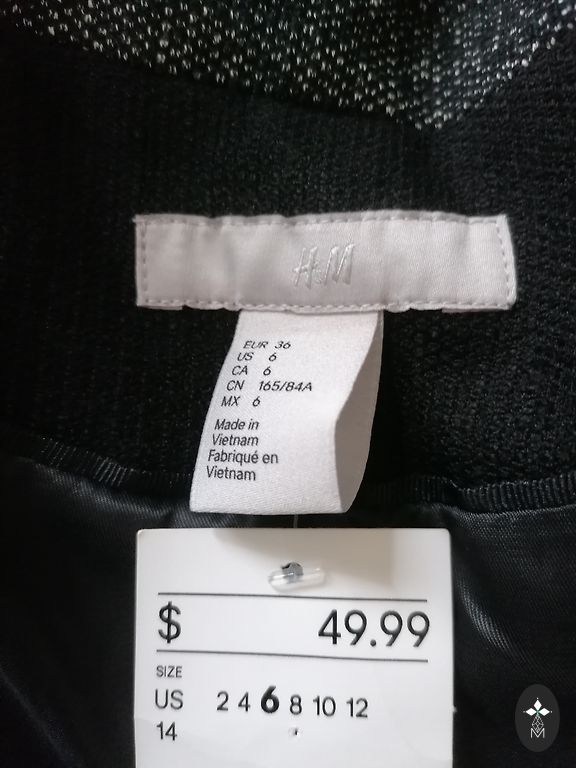 H&M
EUR 36
US 6
CA 6
CN 165/84A
MX 6
Made in
Vietnam
Fabriqué en
Vietnam
$ 49.99
SIZE
US 2 4 6 8 10 12
14
M